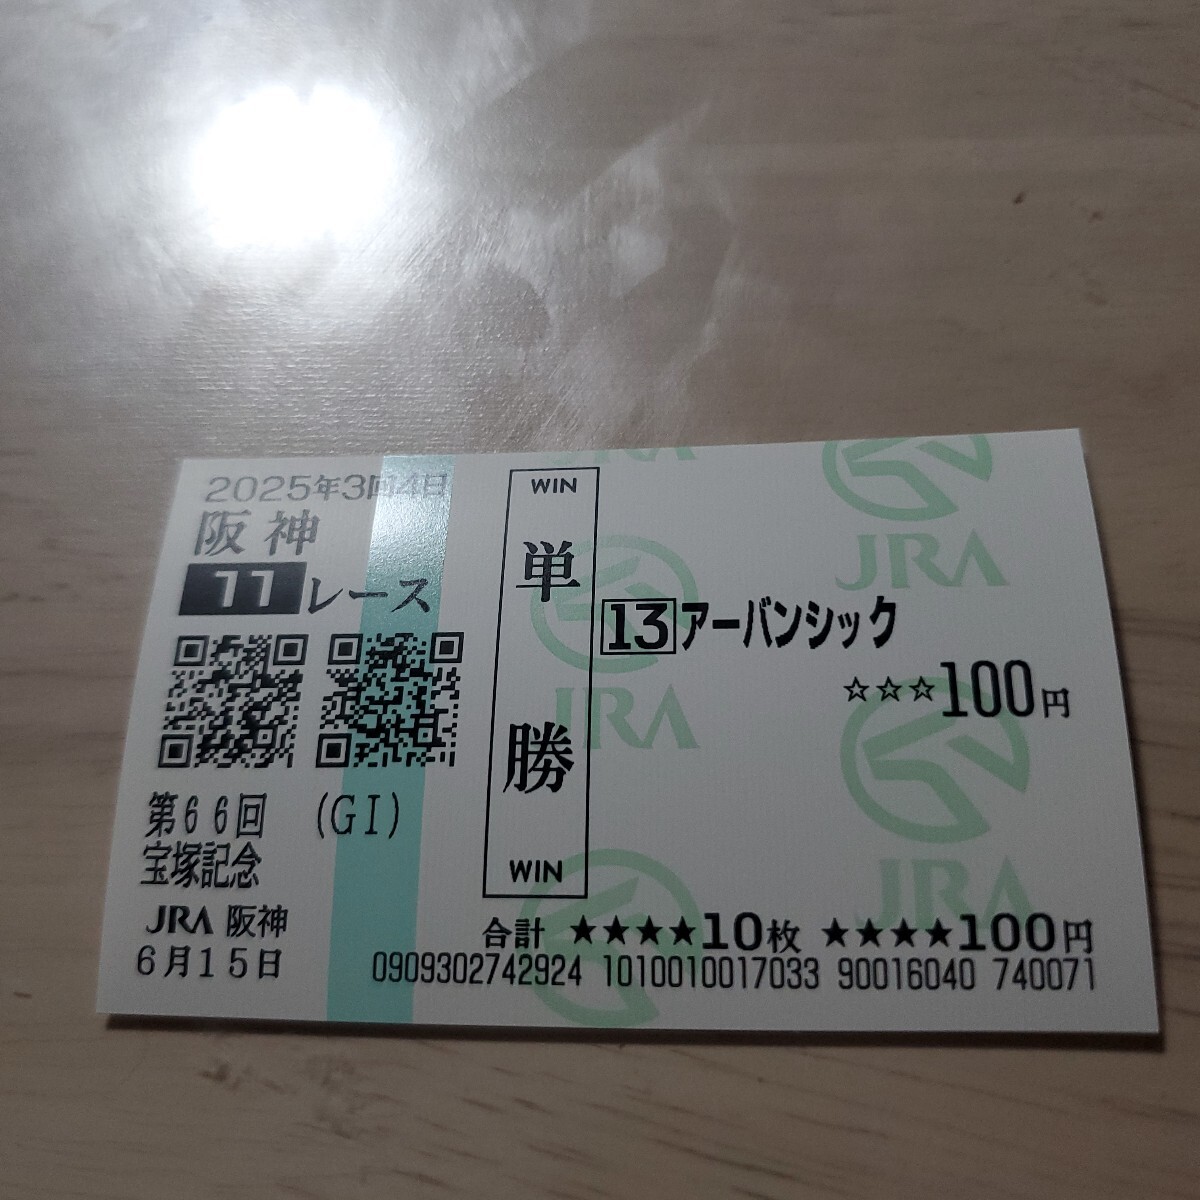 2025年3回4日
阪神
11レース
第66回 (GI)
宝塚記念
JRA 阪神
6月15日
WIN
単勝
WIN
13 アーバンシック
☆☆☆100円
合計 ★★★★10枚 ★★★★100円
0909302742924 1010010017033 90016040 740071
JRA
JRA
JRA
JRA
JRA